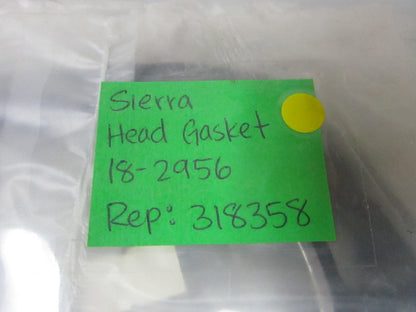 Sierra
Head Gasket
18-2956
Rep: 318358